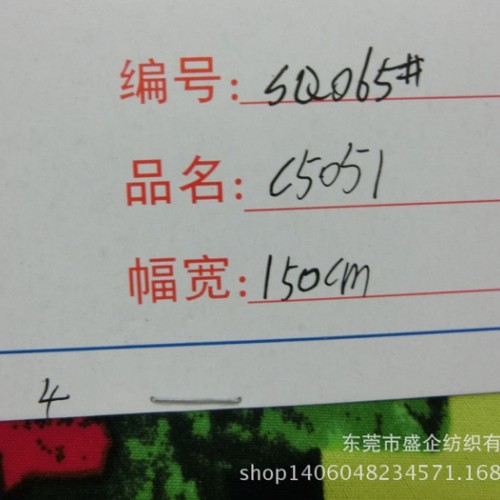 编号: SQ065#
品名: C5051
幅宽: 150cm
4
东莞市盛企纺织有
shop1406048234571.168